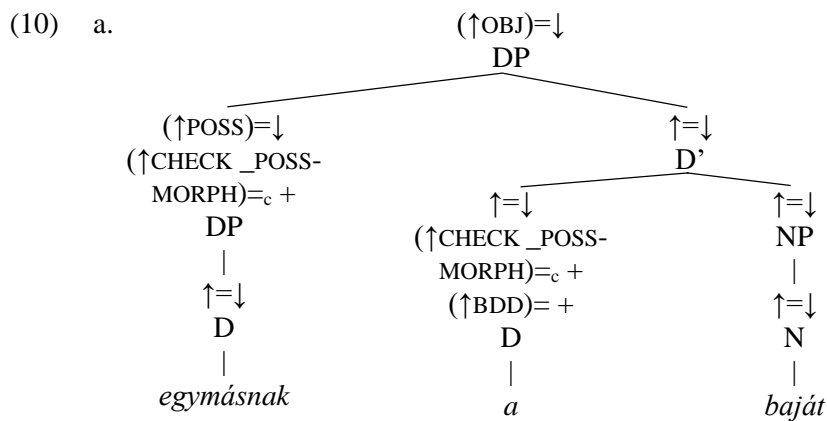 (10) a. (↑OBJ)=↓
DP
(↑POSS)=↓ ↑=↓
(↑CHECK _POSS- D’
MORPH)=c + ↑=↓ ↑=↓
DP (↑CHECK _POSS- NP
| MORPH)=c + |
↑=↓ (↑BDD)= + ↑=↓
D D N
| | |
egymásnak a baját